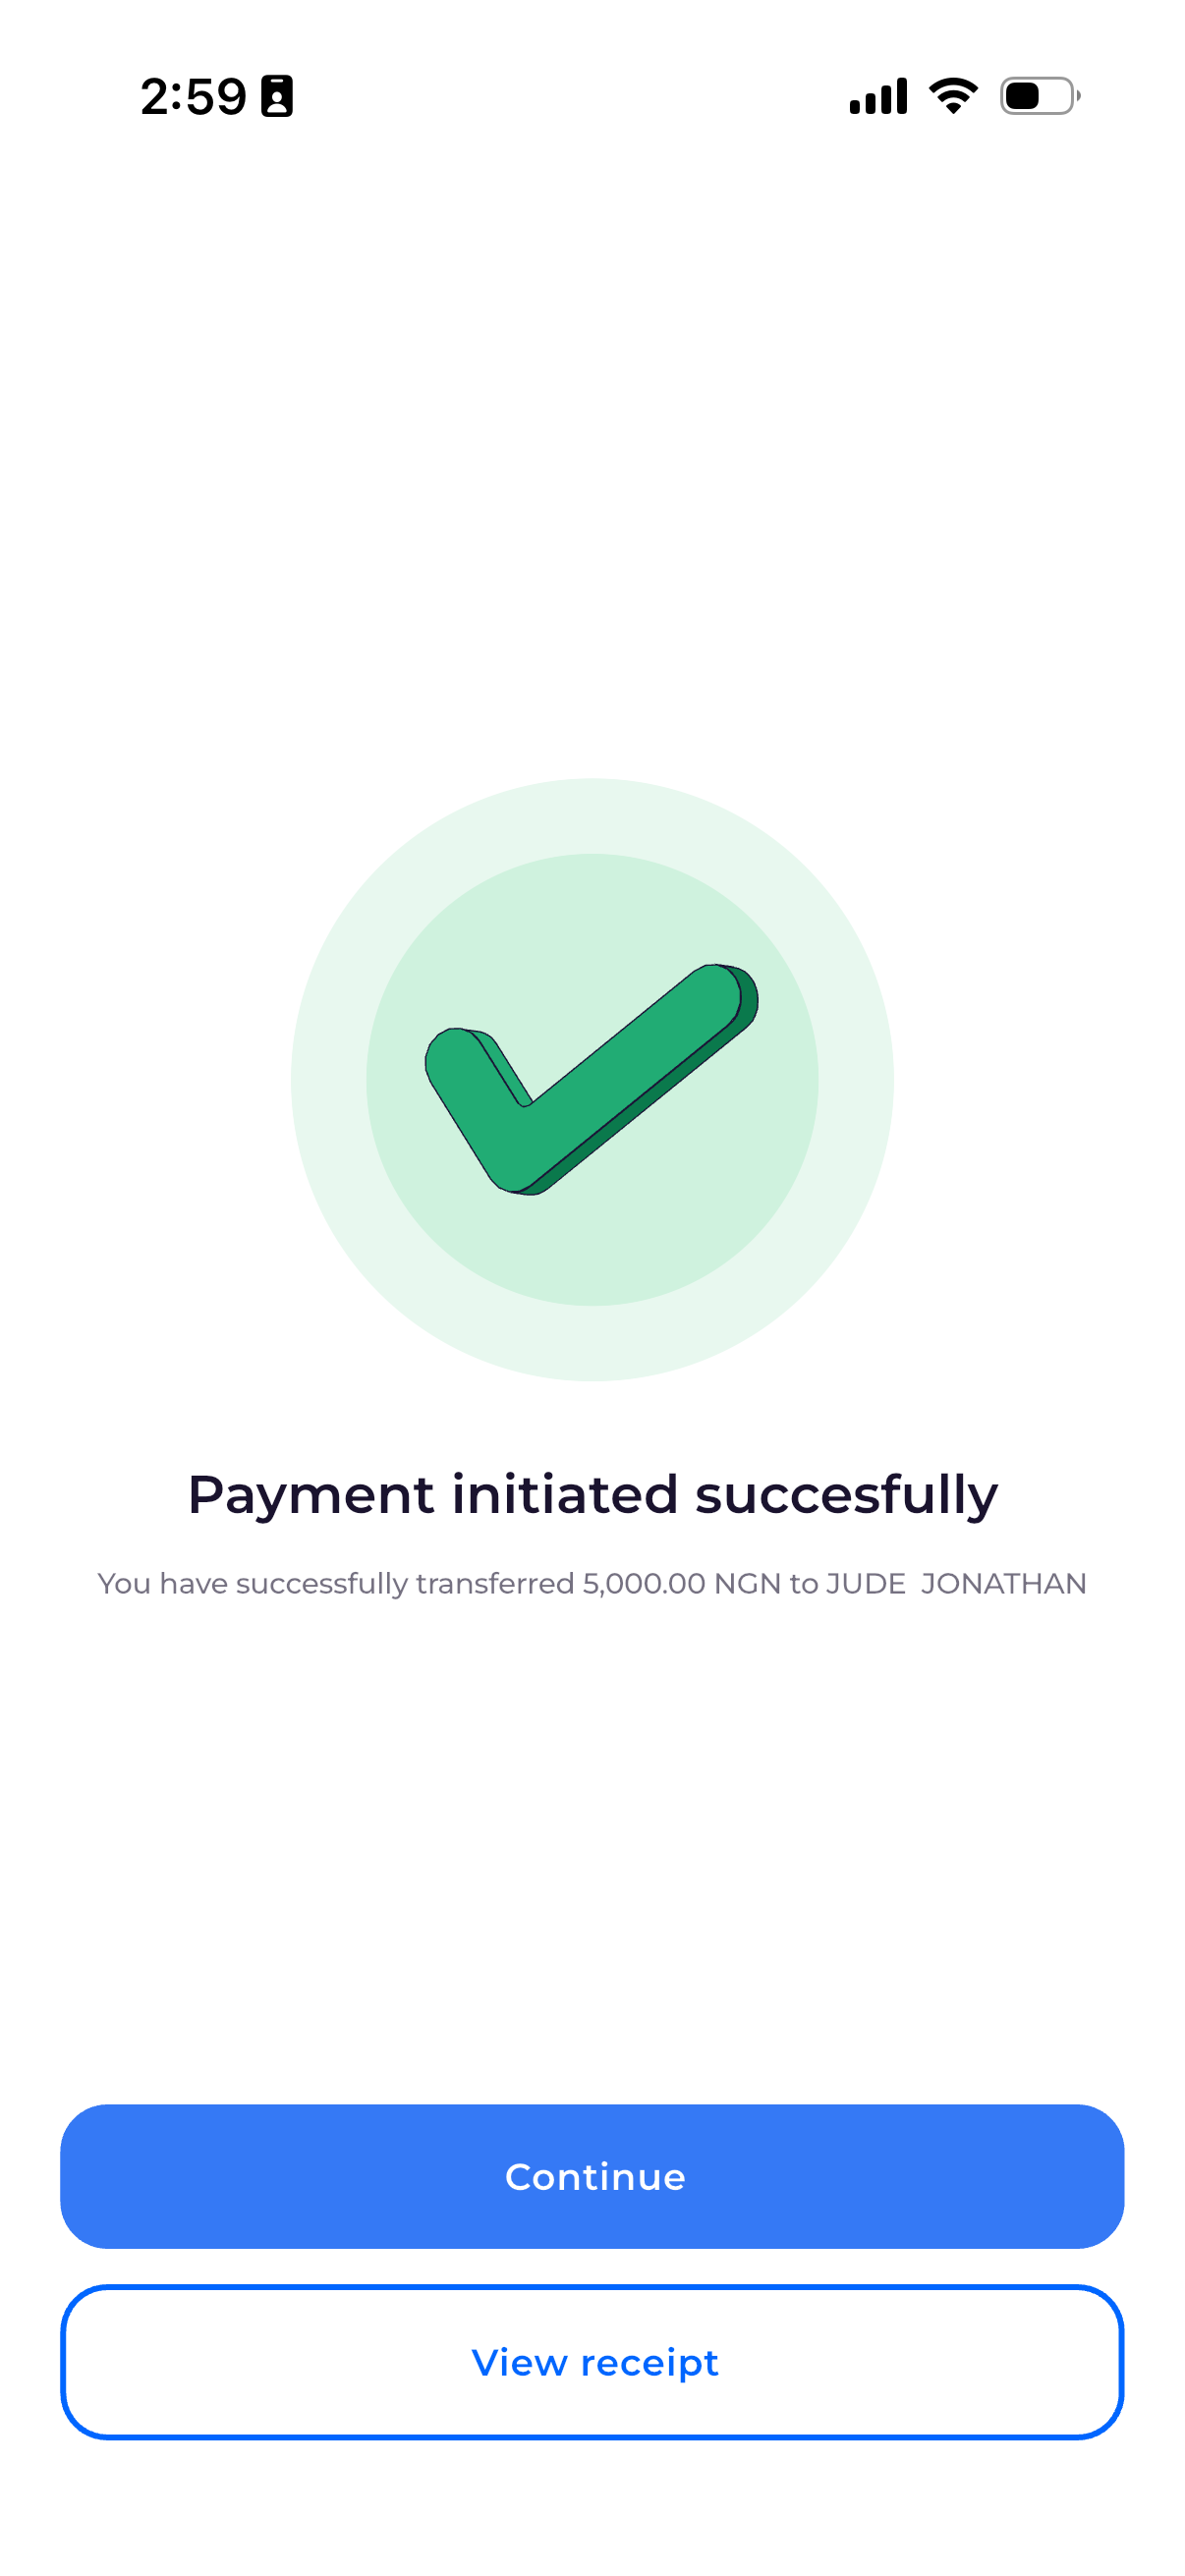 2:59
Payment initiated succesfully
You have successfully transferred 5,000.00 NGN to JUDE  JONATHAN
Continue
View receipt